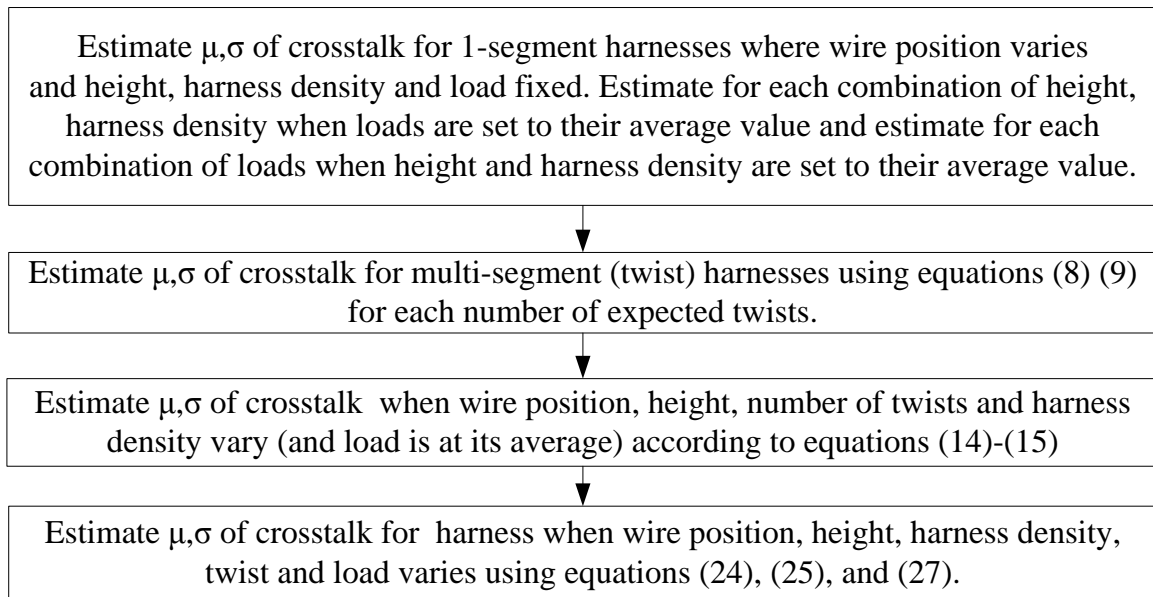 Estimate μ,σ of crosstalk for 1-segment harnesses where wire position varies
and height, harness density and load fixed. Estimate for each combination of height,
harness density when loads are set to their average value and estimate for each
combination of loads when height and harness density are set to their average value.
Estimate μ,σ of crosstalk for multi-segment (twist) harnesses using equations (8) (9)
for each number of expected twists.
Estimate μ,σ of crosstalk when wire position, height, number of twists and harness
density vary (and load is at its average) according to equations (14)-(15)
Estimate μ,σ of crosstalk for harness when wire position, height, harness density,
twist and load varies using equations (24), (25), and (27).